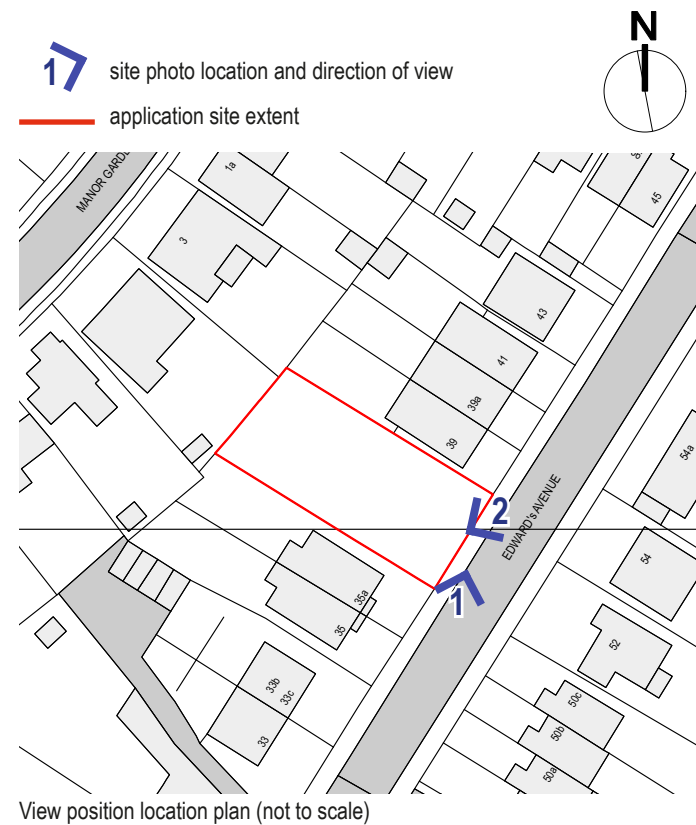 N
1 site photo location and direction of view
application site extent
MANOR GARDE
1a
3
45
43
41
39a
39
EDWARD's AVENUE
54a
2
1
54
35a
35
52
33b
33c
33
50c
50b
50a
View position location plan (not to scale)